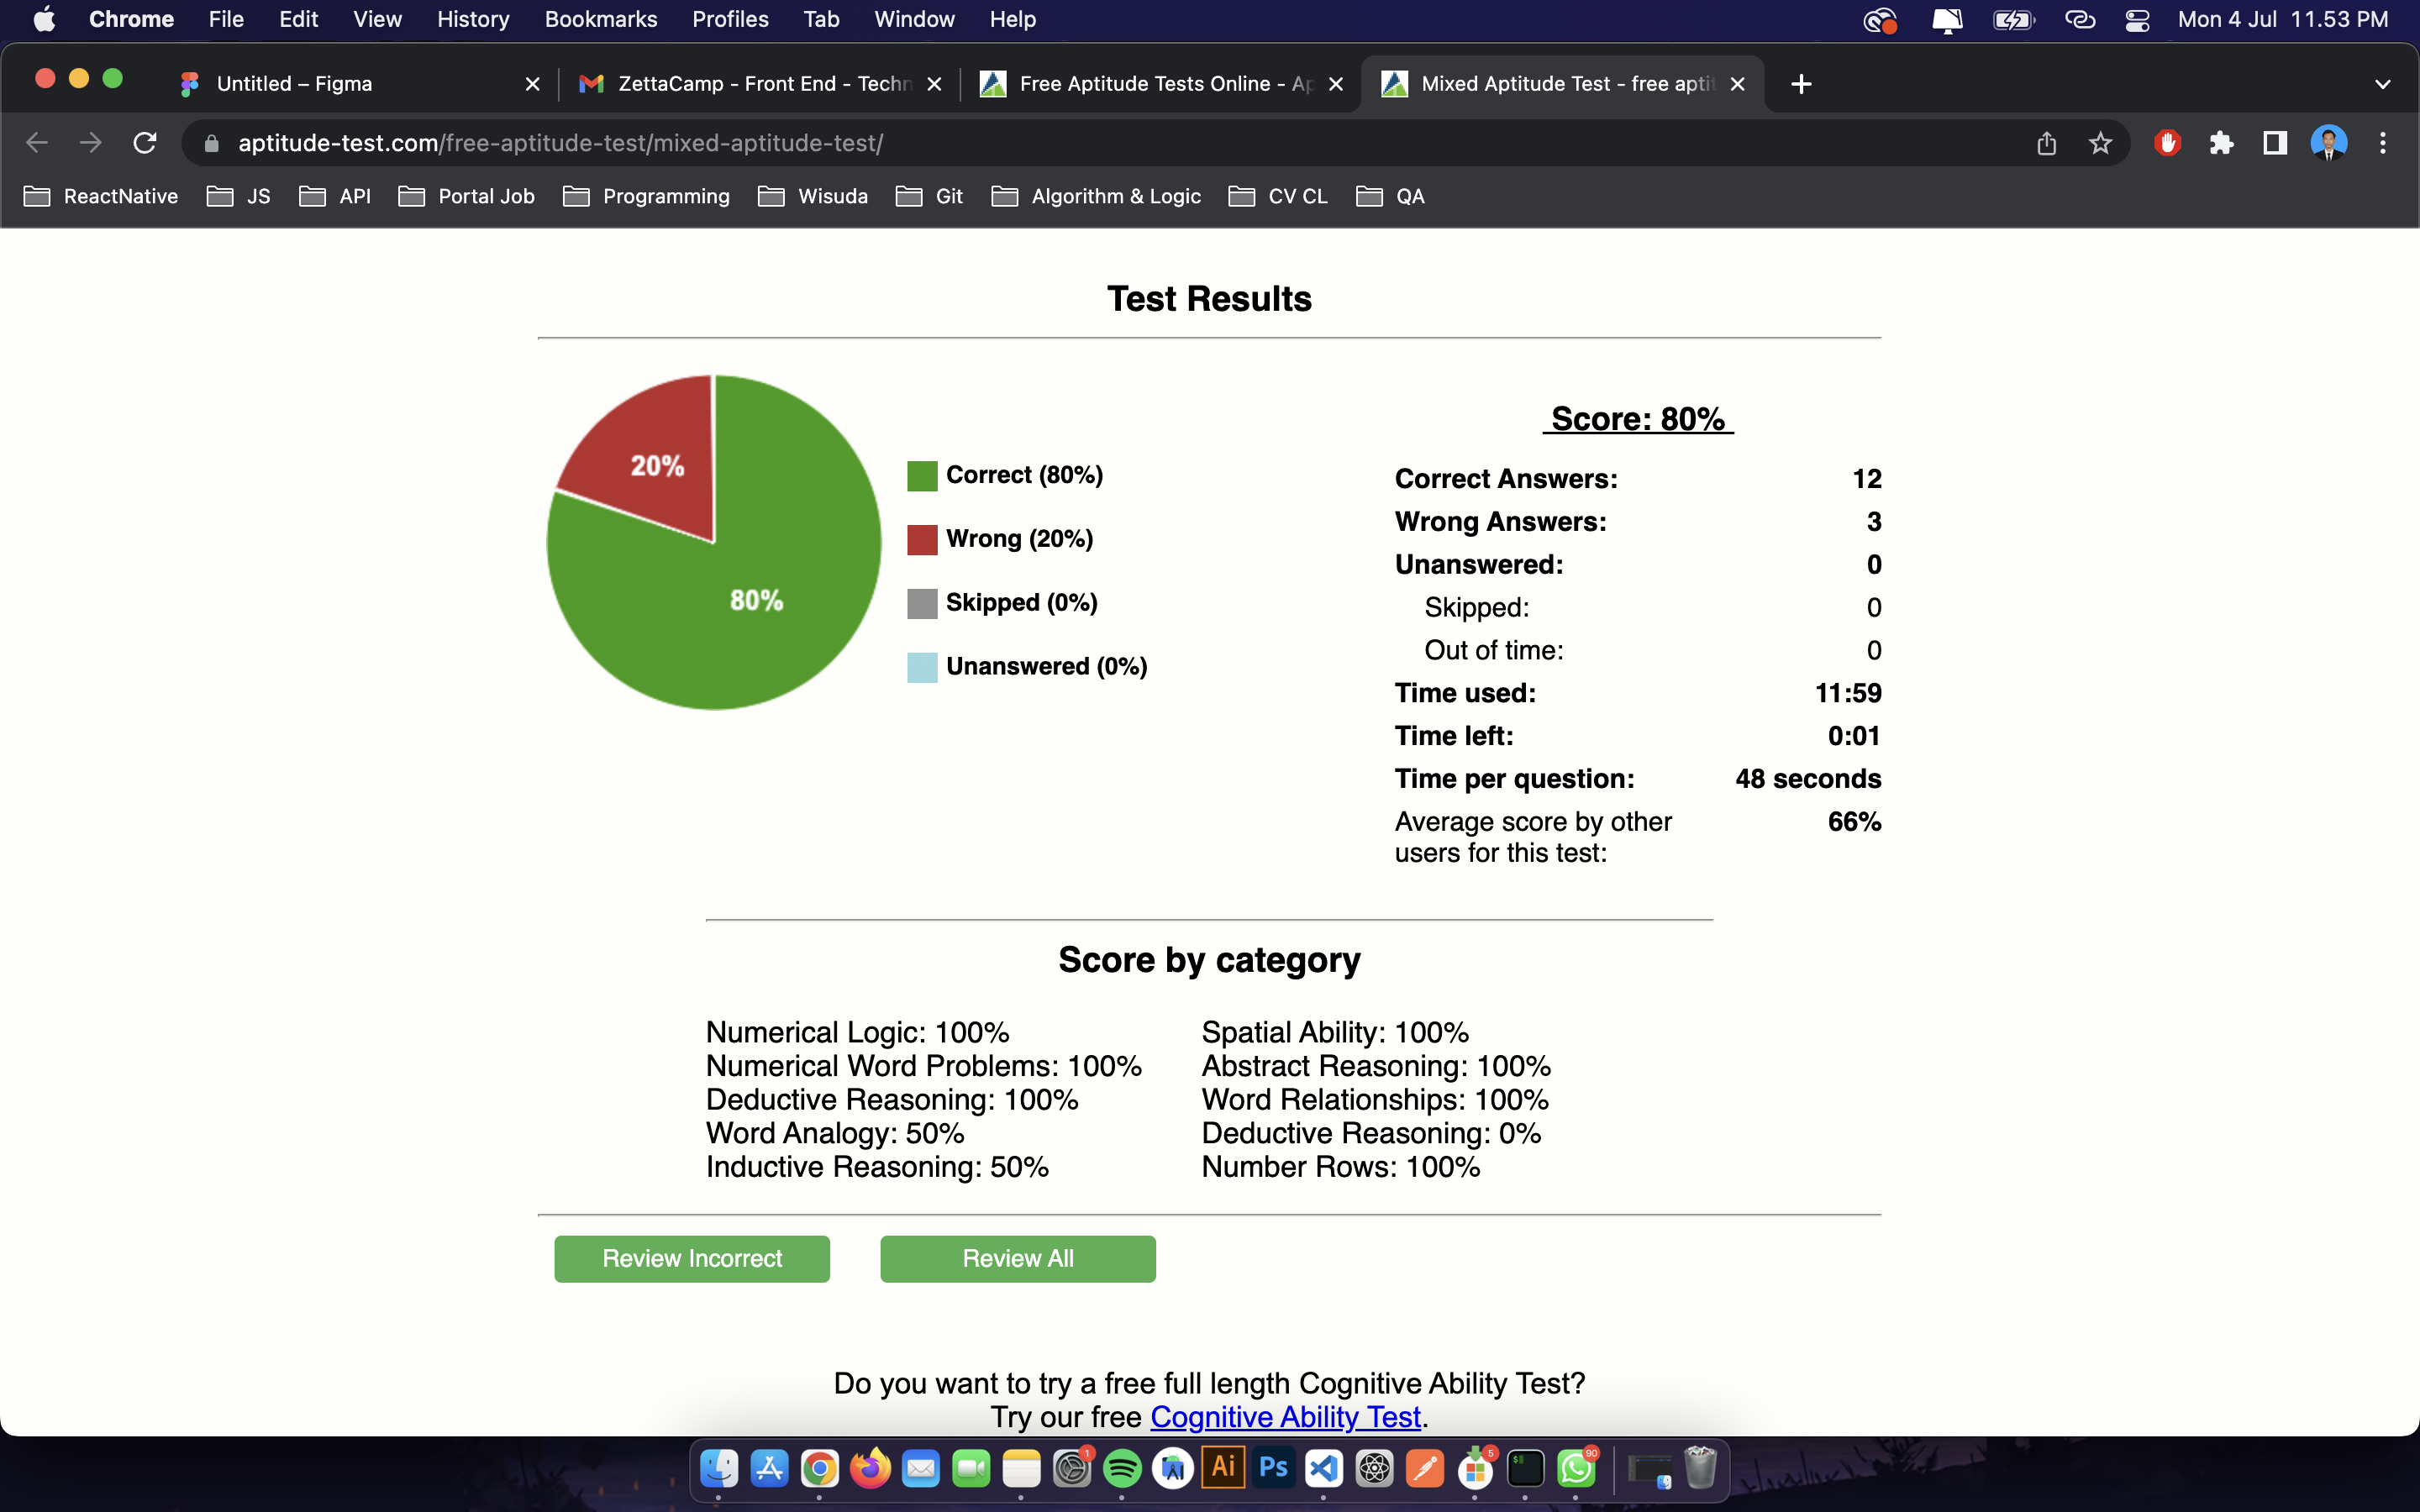 Chrome File Edit View History Bookmarks Profiles Tab Window Help Mon 4 Jul 11.53 PM
Untitled – Figma ZettaCamp - Front End - Techn Free Aptitude Tests Online - Ap Mixed Aptitude Test - free aptit
aptitude-test.com/free-aptitude-test/mixed-aptitude-test/
ReactNative JS API Portal Job Programming Wisuda Git Algorithm & Logic CV CL QA
Test Results
20%
80%
Correct (80%)
Wrong (20%)
Skipped (0%)
Unanswered (0%)
Score: 80%
Correct Answers: 12
Wrong Answers: 3
Unanswered: 0
Skipped: 0
Out of time: 0
Time used: 11:59
Time left: 0:01
Time per question: 48 seconds
Average score by other 66%
users for this test:
Score by category
Numerical Logic: 100%
Numerical Word Problems: 100%
Deductive Reasoning: 100%
Word Analogy: 50%
Inductive Reasoning: 50%
Spatial Ability: 100%
Abstract Reasoning: 100%
Word Relationships: 100%
Deductive Reasoning: 0%
Number Rows: 100%
Review Incorrect Review All
Do you want to try a free full length Cognitive Ability Test?
Try our free Cognitive Ability Test.
1 Ai Ps 5 $ 90